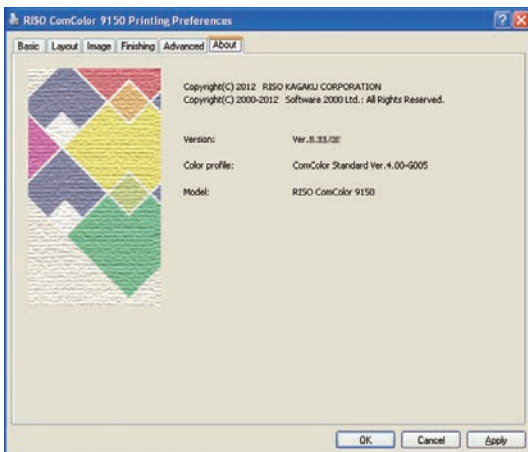 RISO ComColor 9150 Printing Preferences
Basic Layout Image Finishing Advanced About
Copyright(C) 2012 RISO KAGAKU CORPORATION
Copyright(C) 2000-2012 Software 2000 Ltd.: All Rights Reserved.
Version: Ver.
Color profile: ComColor Standard Ver.4.00-G005
Model: RISO ComColor 9150
OK Cancel Apply